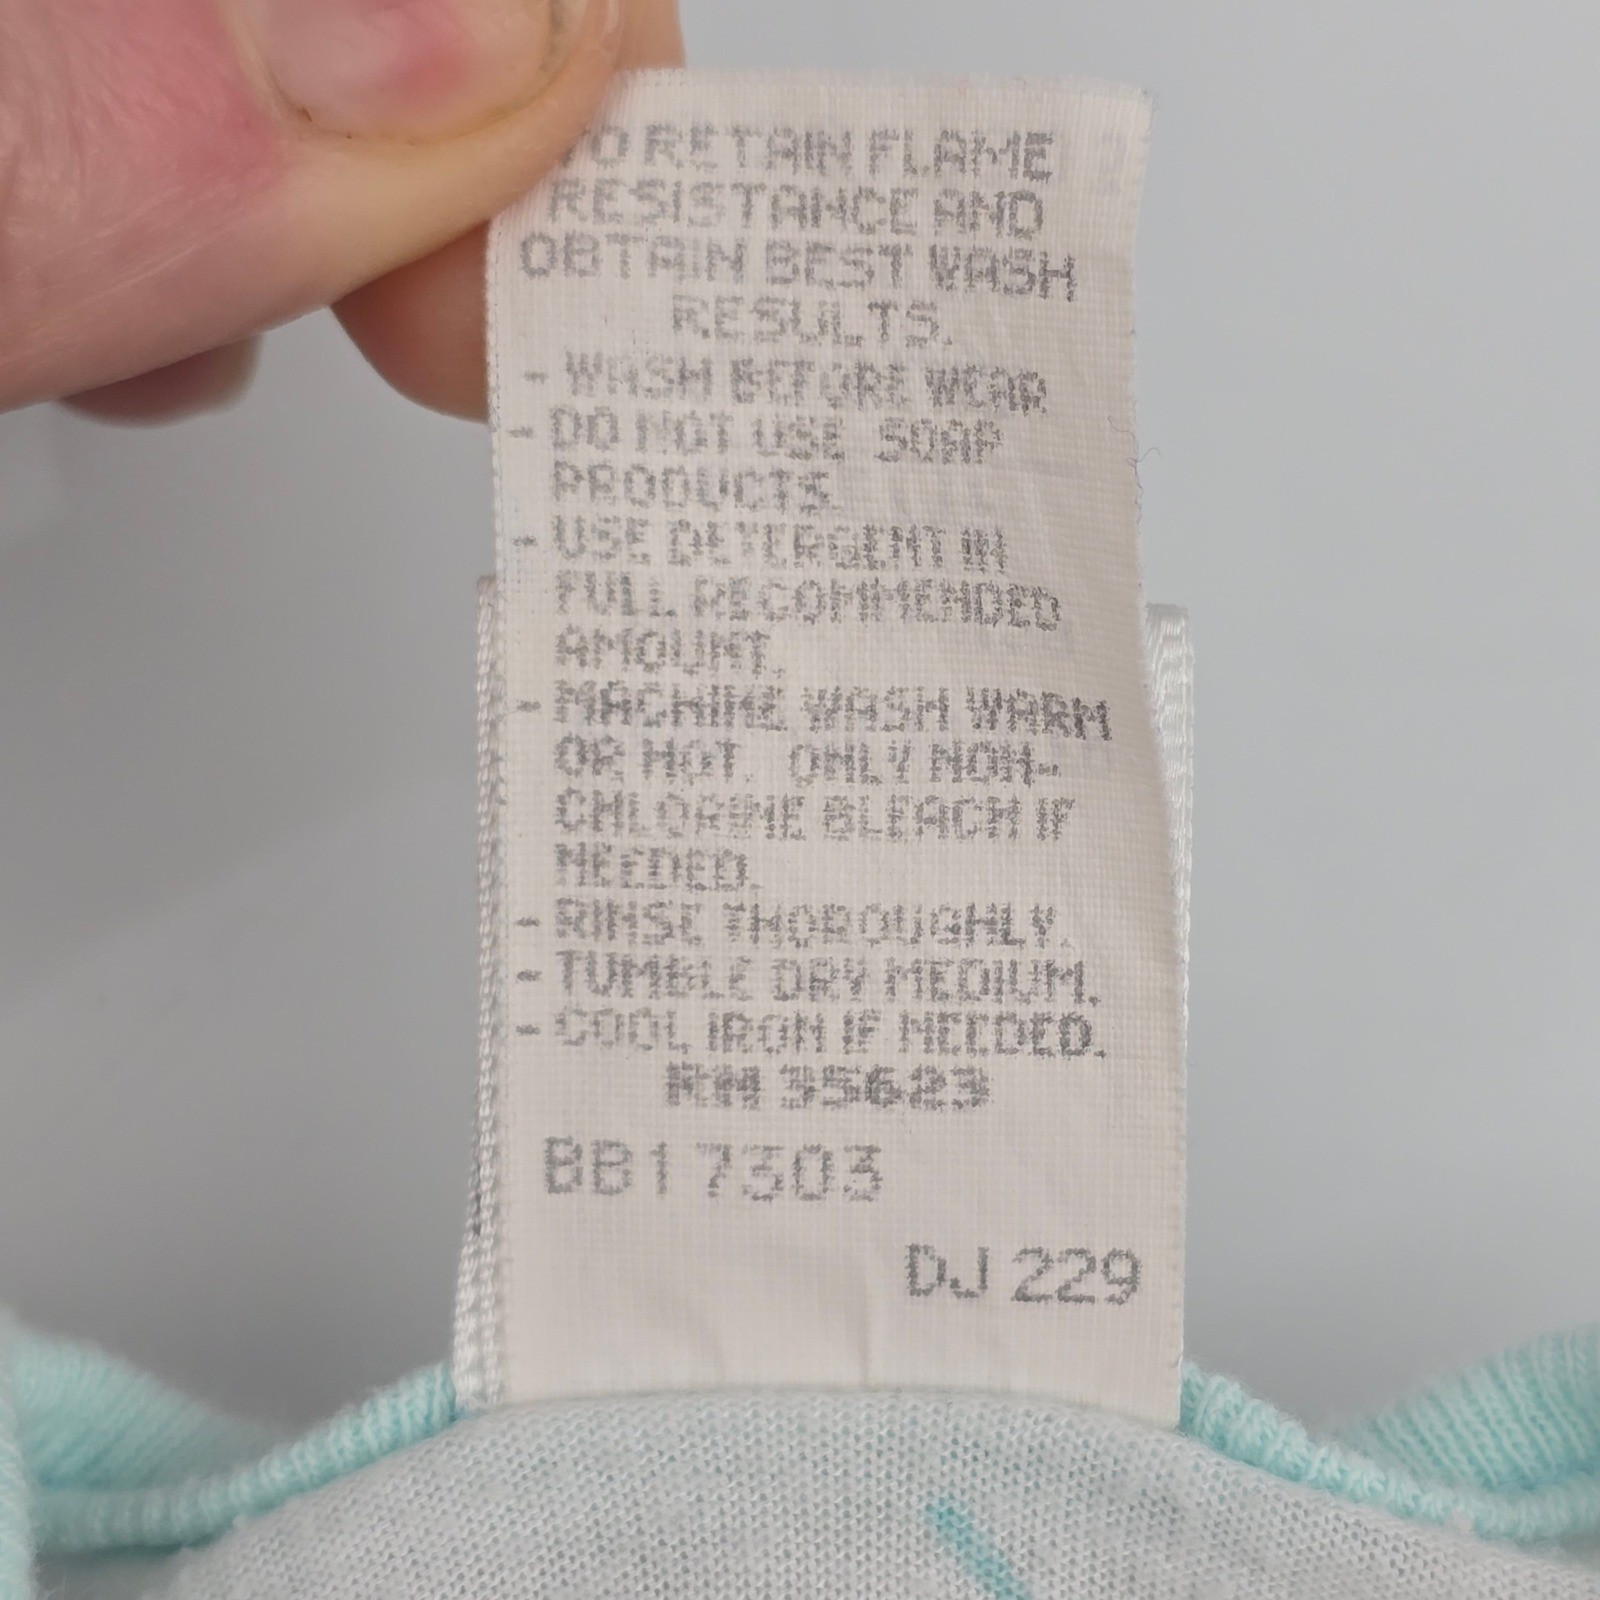 TO RETAIN FLAME
RESISTANCE AND
OBTAIN BEST WASH
RESULTS.
- WASH BEFORE WEAR
- DO NOT USE SOAP
PRODUCTS.
- USE DETERGENT IN
FULL RECOMMENDED
AMOUNT.
- MACHINE WASH WARM
OR HOT. ONLY NON-
CHLORINE BLEACH IF
NEEDED.
- RINSE THOROUGHLY.
- TUMBLE DRY MEDIUM.
- COOL IRON IF NEEDED.
RN 35623
BB1 7303
DJ 229